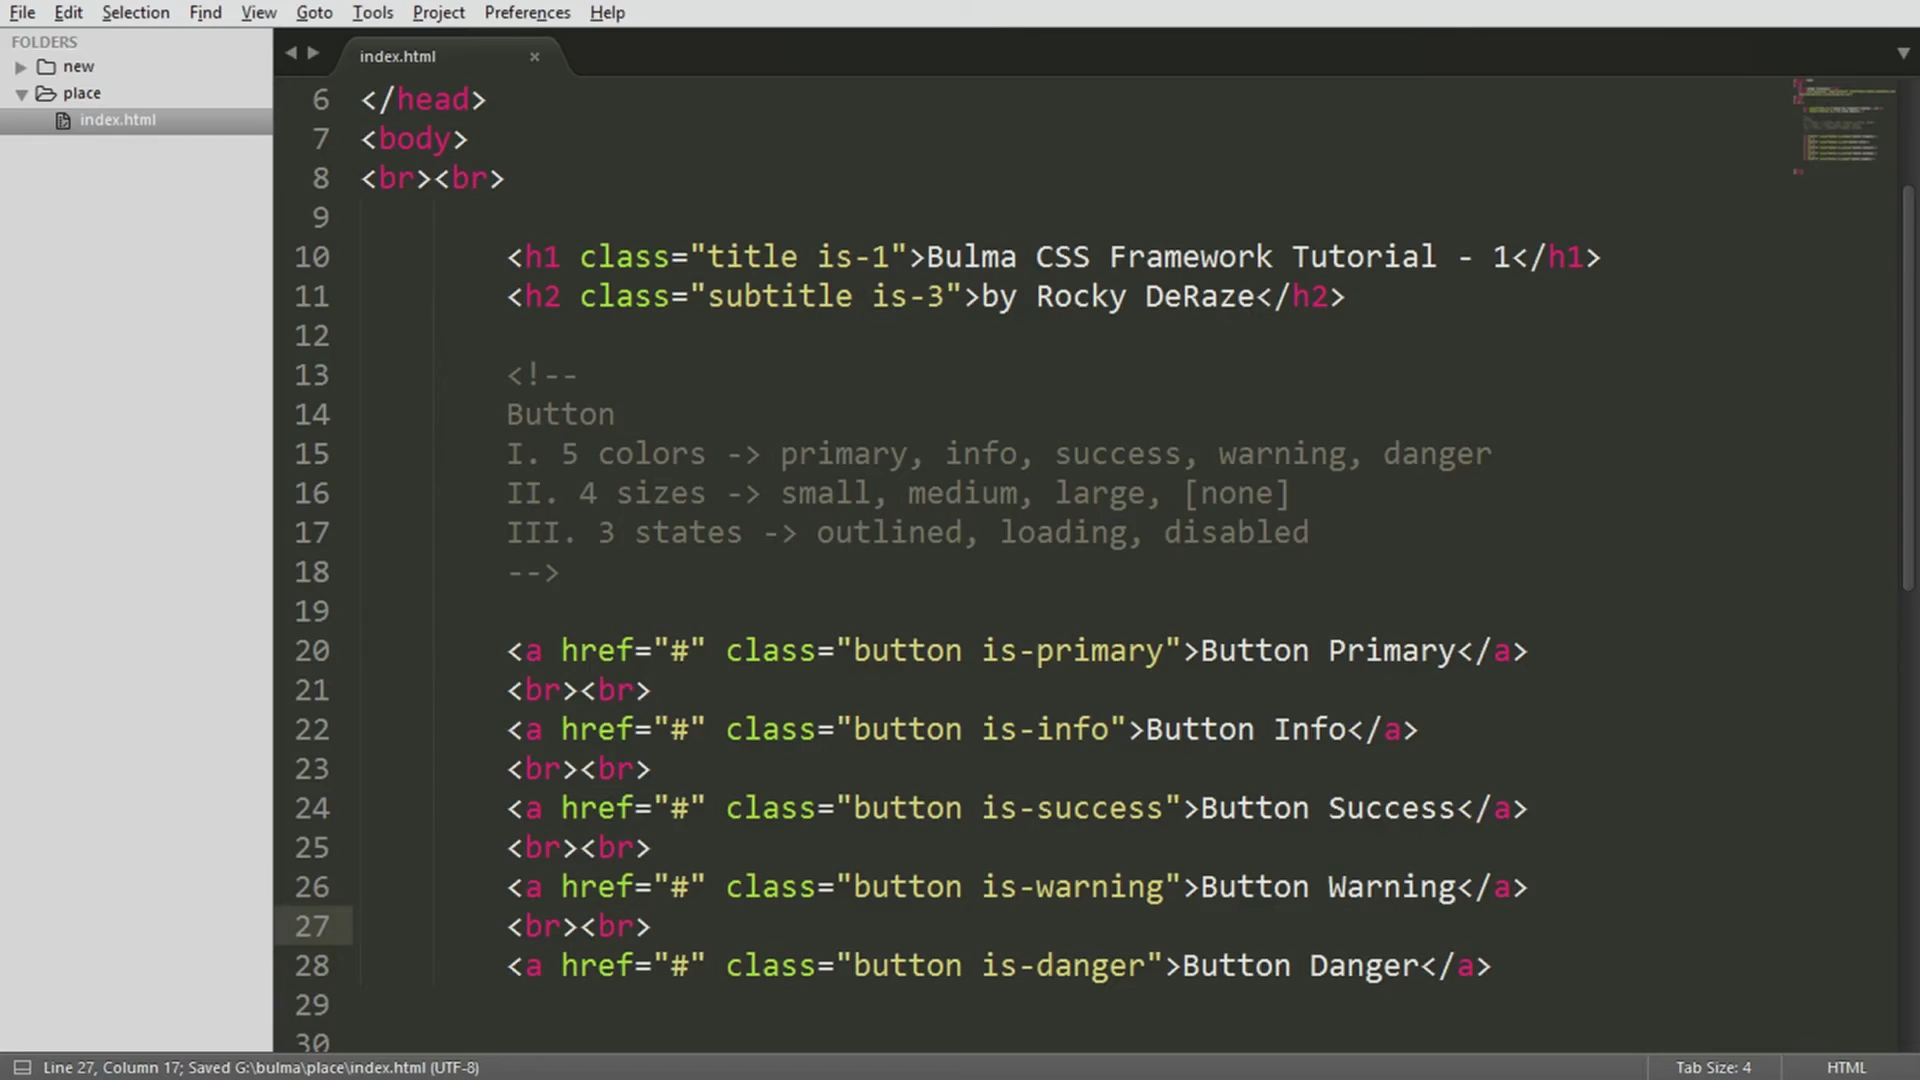 File Edit Selection Find View Goto Tools Project Preferences Help
FOLDERS
new
place
index.html
index.html
6 </head>
7 <body>
8 <br><br>
9
10 <h1 class="title is-1">Bulma CSS Framework Tutorial - 1</h1>
11 <h2 class="subtitle is-3">by Rocky DeRaze</h2>
12
13 <!--
14 Button
15 I. 5 colors -> primary, info, success, warning, danger
16 II. 4 sizes -> small, medium, large, [none]
17 III. 3 states -> outlined, loading, disabled
18 -->
19
20 <a href="#" class="button is-primary">Button Primary</a>
21 <br><br>
22 <a href="#" class="button is-info">Button Info</a>
23 <br><br>
24 <a href="#" class="button is-success">Button Success</a>
25 <br><br>
26 <a href="#" class="button is-warning">Button Warning</a>
27 <br><br>
28 <a href="#" class="button is-danger">Button Danger</a>
29
30
Line 27, Column 17; Saved G:\bulma\place\index.html (UTF-8) Tab Size: 4 HTML